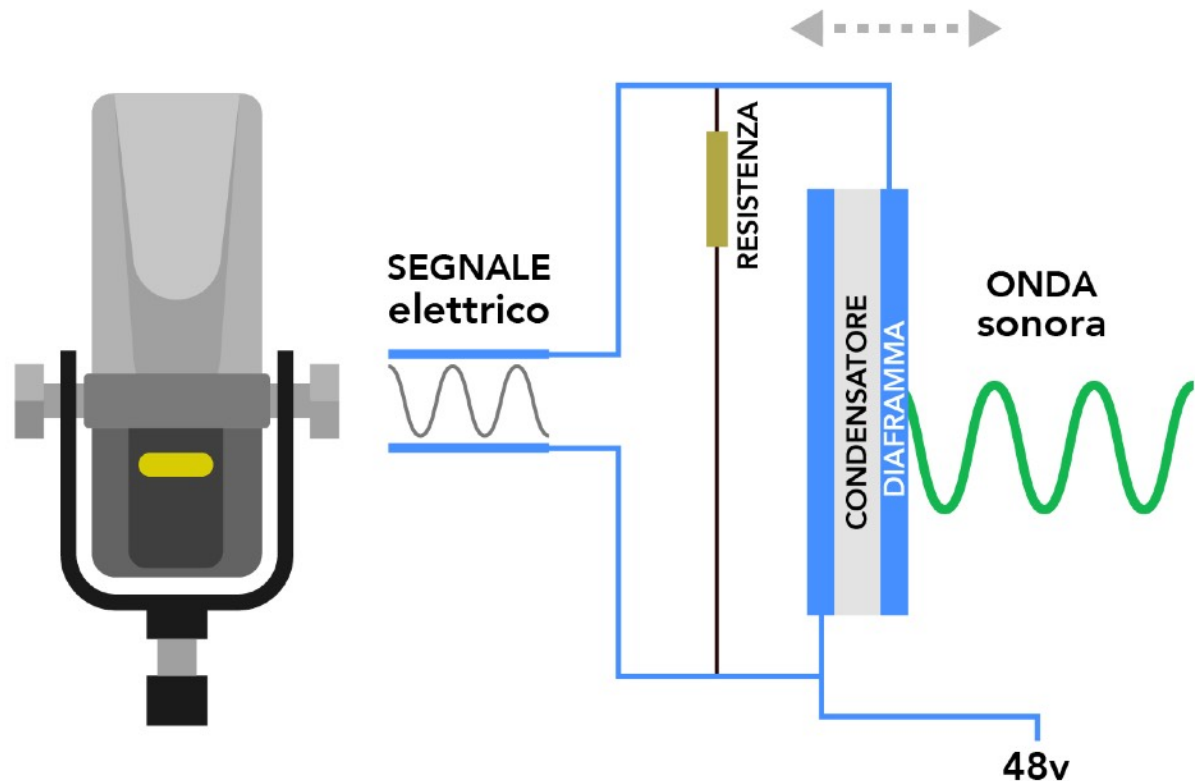 SEGNALE
elettrico
RESISTENZA
CONDENSATORE
DIAFRAMMA
ONDA
sonora
48v